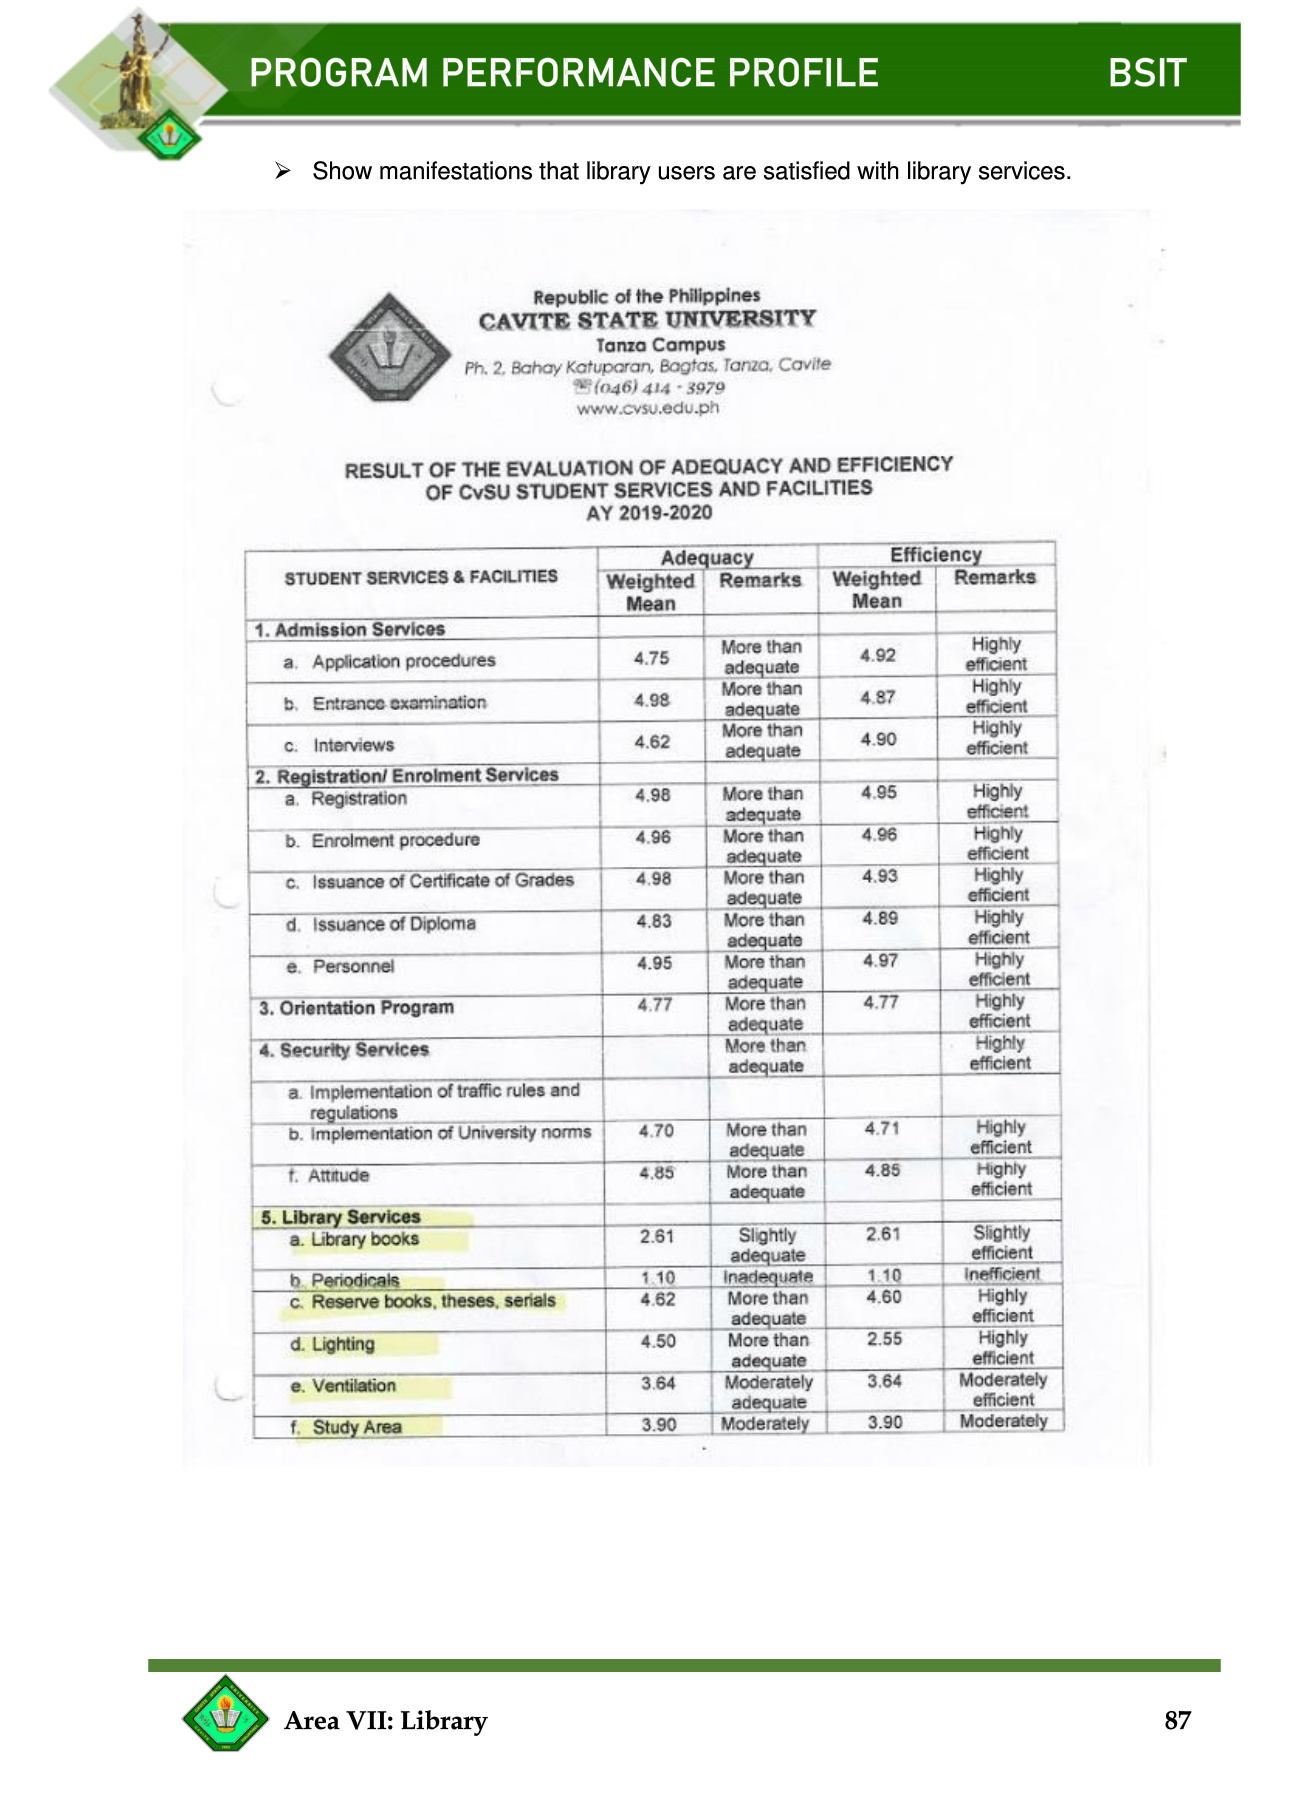 PROGRAM PERFORMANCE PROFILE BSIT
➢ Show manifestations that library users are satisfied with library services.
Republic of the Philippines
CAVITE STATE UNIVERSITY
Tanza Campus
Ph. 2, Bahay Katuparan, Bagtas, Tanza, Cavite
☏ (046) 414 - 3979
www.cvsu.edu.ph
RESULT OF THE EVALUATION OF ADEQUACY AND EFFICIENCY
OF CvSU STUDENT SERVICES AND FACILITIES
AY 2019-2020
STUDENT SERVICES & FACILITIES Adequacy Efficiency
Weighted Mean Remarks Weighted Mean Remarks
1. Admission Services
a. Application procedures 4.75 More than adequate 4.92 Highly efficient
b. Entrance examination 4.98 More than adequate 4.87 Highly efficient
c. Interviews 4.62 More than adequate 4.90 Highly efficient
2. Registration/ Enrolment Services
a. Registration 4.98 More than adequate 4.95 Highly efficient
b. Enrolment procedure 4.96 More than adequate 4.96 Highly efficient
c. Issuance of Certificate of Grades 4.98 More than adequate 4.93 Highly efficient
d. Issuance of Diploma 4.83 More than adequate 4.89 Highly efficient
e. Personnel 4.95 More than adequate 4.97 Highly efficient
3. Orientation Program 4.77 More than adequate 4.77 Highly efficient
4. Security Services More than adequate Highly efficient
a. Implementation of traffic rules and regulations
b. Implementation of University norms 4.70 More than adequate 4.71 Highly efficient
f. Attitude 4.85 More than adequate 4.85 Highly efficient
5. Library Services
a. Library books 2.61 Slightly adequate 2.61 Slightly efficient
b. Periodicals 1.10 Inadequate 1.10 Inefficient
c. Reserve books, theses, serials 4.62 More than adequate 4.60 Highly efficient
d. Lighting 4.50 More than adequate 2.55 Highly efficient
e. Ventilation 3.64 Moderately adequate 3.64 Moderately efficient
f. Study Area 3.90 Moderately 3.90 Moderately
Area VII: Library 87